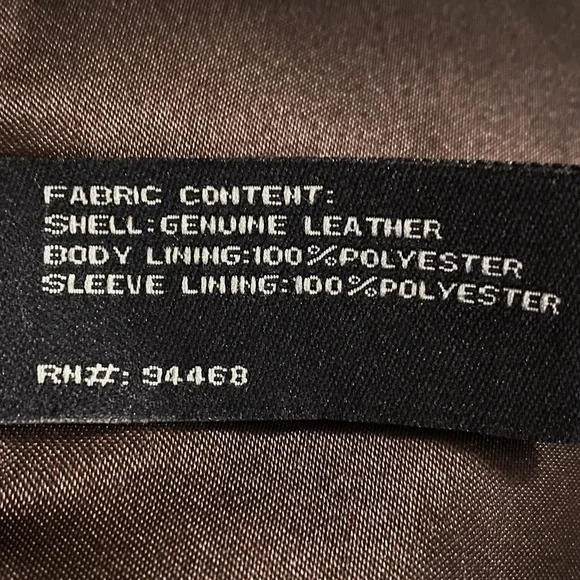 FABRIC CONTENT:
SHELL:GENUINE LEATHER
BODY LINING:100%POLYESTER
SLEEVE LINING:100%POLYESTER
RN#: 94468